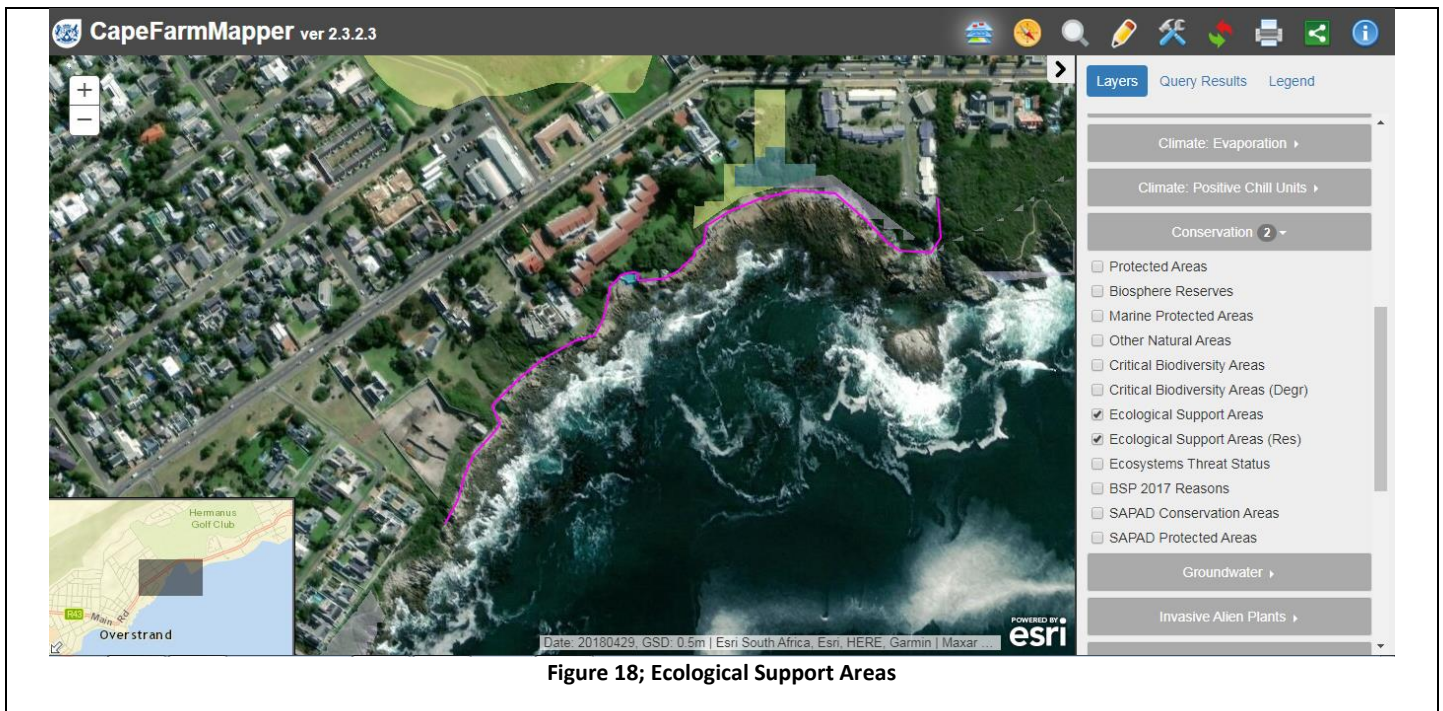 CapeFarmMapper ver 2.3.2.3
+
−
Layers Query Results Legend
Climate: Evaporation
Climate: Positive Chill Units
Conservation 2
Protected Areas
Biosphere Reserves
Marine Protected Areas
Other Natural Areas
Critical Biodiversity Areas
Critical Biodiversity Areas (Degr)
Ecological Support Areas
Ecological Support Areas (Res)
Ecosystems Threat Status
BSP 2017 Reasons
SAPAD Conservation Areas
SAPAD Protected Areas
Groundwater
Invasive Alien Plants
Hermanus
Golf Club
R43
Main Rd
Overstrand
Date: 20180429, GSD: 0.5m | Esri South Africa, Esri, HERE, Garmin | Maxar ...
POWERED BY
esri
Figure 18; Ecological Support Areas